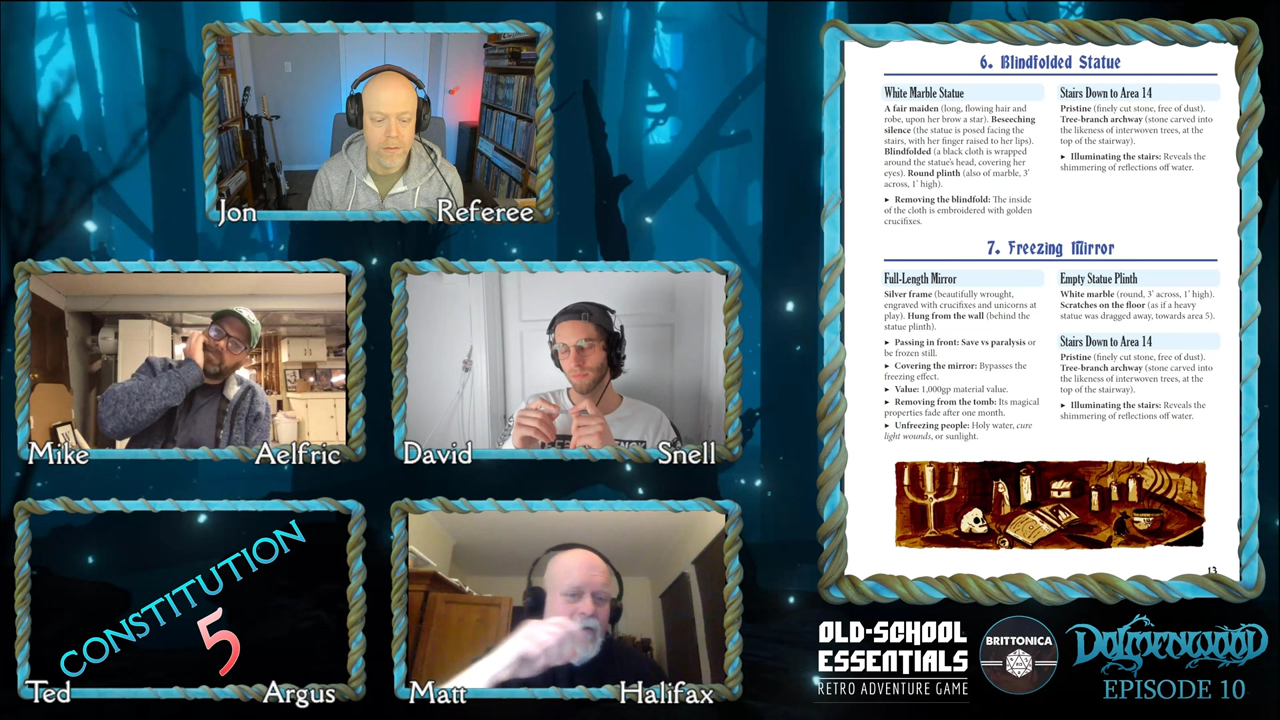 Jon
Referee
Mike
Aelfric
David
Snell
CONSTITUTION
5
Ted
Argus
Matt
Halifax
6. Blindfolded Statue
White Marble Statue
A fair maiden (long, flowing hair and
robe, upon her brow a star). Beseeching
silence (the statue is posed facing the
stairs, with her finger raised to her lips).
Blindfolded (a black cloth is wrapped
around the statue's head, covering her
eyes). Round plinth (also of marble, 3'
across, 1' high).
► Removing the blindfold: The inside
of the cloth is embroidered with golden
crucifixes.
Stairs Down to Area 14
Pristine (finely cut stone, free of dust).
Tree-branch archway (stone carved into
the likeness of interwoven trees, at the
top of the stairway).
► Illuminating the stairs: Reveals the
shimmering of reflections off water.
7. Freezing Mirror
Full-Length Mirror
Silver frame (beautifully wrought,
engraved with crucifixes and unicorns at
play). Hung from the wall (behind the
statue plinth).
► Passing in front: Save vs paralysis or
be frozen still.
► Covering the mirror: Bypasses the
freezing effect.
► Value: 1,000gp material value.
► Removing from the tomb: Its magical
properties fade after one month.
► Unfreezing people: Holy water, cure
light wounds, or sunlight.
Empty Statue Plinth
White marble (round, 3' across, 1' high).
Scratches on the floor (as if a heavy
statue was dragged away, towards area 5).
Stairs Down to Area 14
Pristine (finely cut stone, free of dust).
Tree-branch archway (stone carved into
the likeness of interwoven trees, at the
top of the stairway).
► Illuminating the stairs: Reveals the
shimmering of reflections off water.
13
OLD-SCHOOL
ESSENTIALS
RETRO ADVENTURE GAME
BRITTONICA
DOLMENWOOD
EPISODE 10